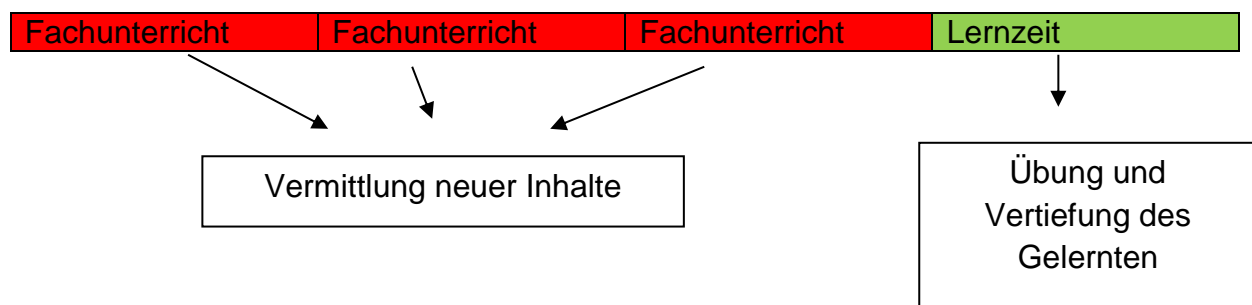 Fachunterricht Fachunterricht Fachunterricht Lernzeit
Vermittlung neuer Inhalte
Übung und
Vertiefung des
Gelernten